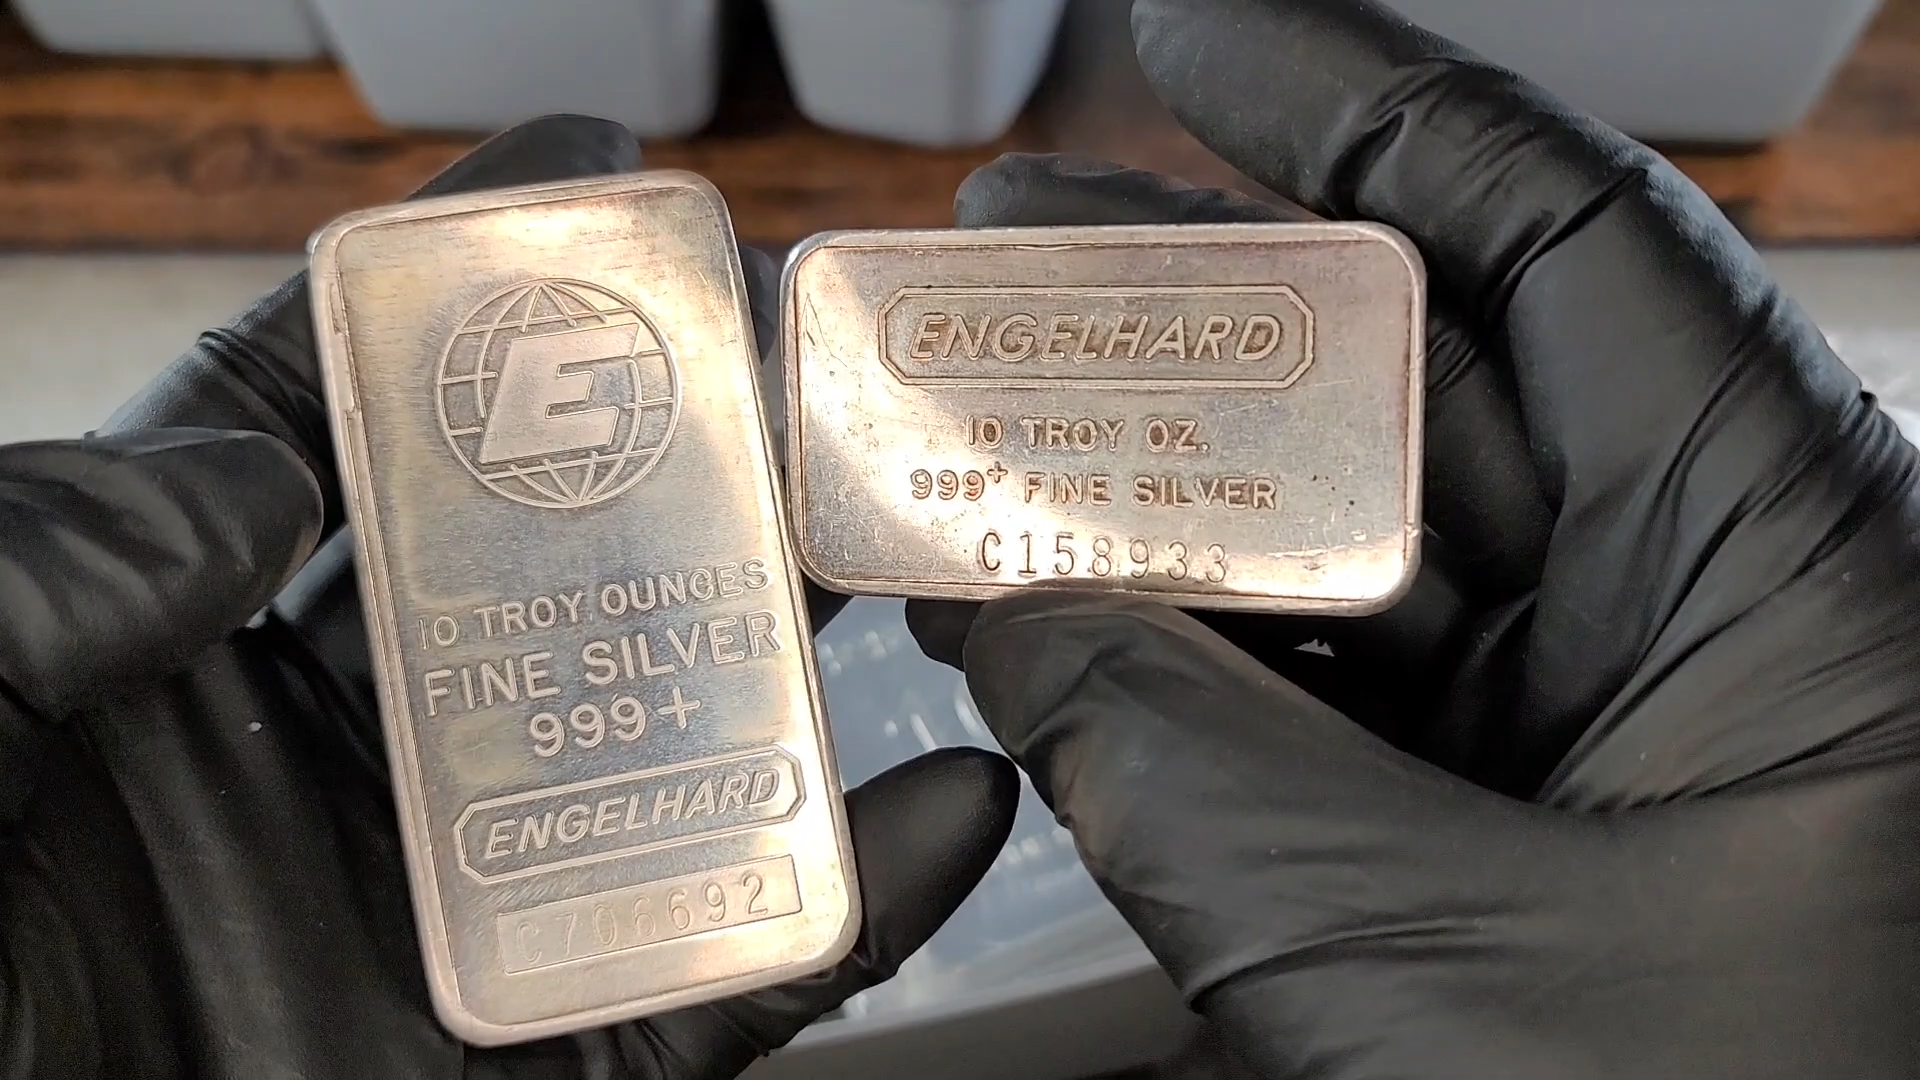 E
10 TROY OUNCES
FINE SILVER
999+
ENGELHARD
C706692
ENGELHARD
10 TROY OZ.
999+ FINE SILVER
C158933